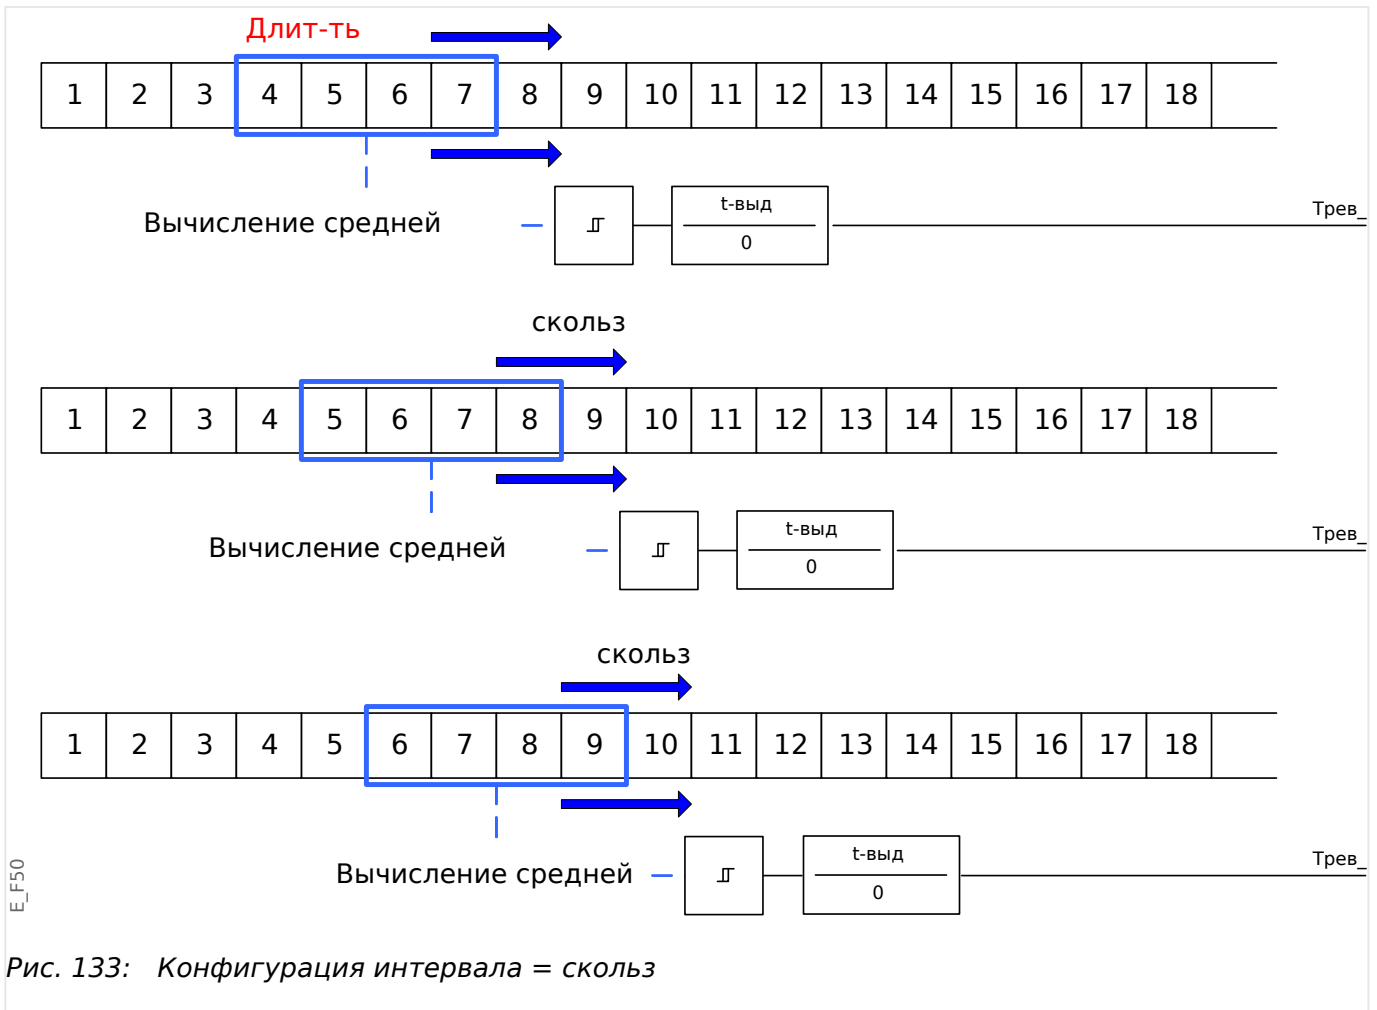 Длит-ть
1 2 3 4 5 6 7 8 9 10 11 12 13 14 15 16 17 18
Вычисление средней
t-выд
0
Трев_
скольз
1 2 3 4 5 6 7 8 9 10 11 12 13 14 15 16 17 18
Вычисление средней
t-выд
0
Трев_
скольз
1 2 3 4 5 6 7 8 9 10 11 12 13 14 15 16 17 18
Вычисление средней
t-выд
0
Трев_
E_F50
Рис. 133: Конфигурация интервала = скольз